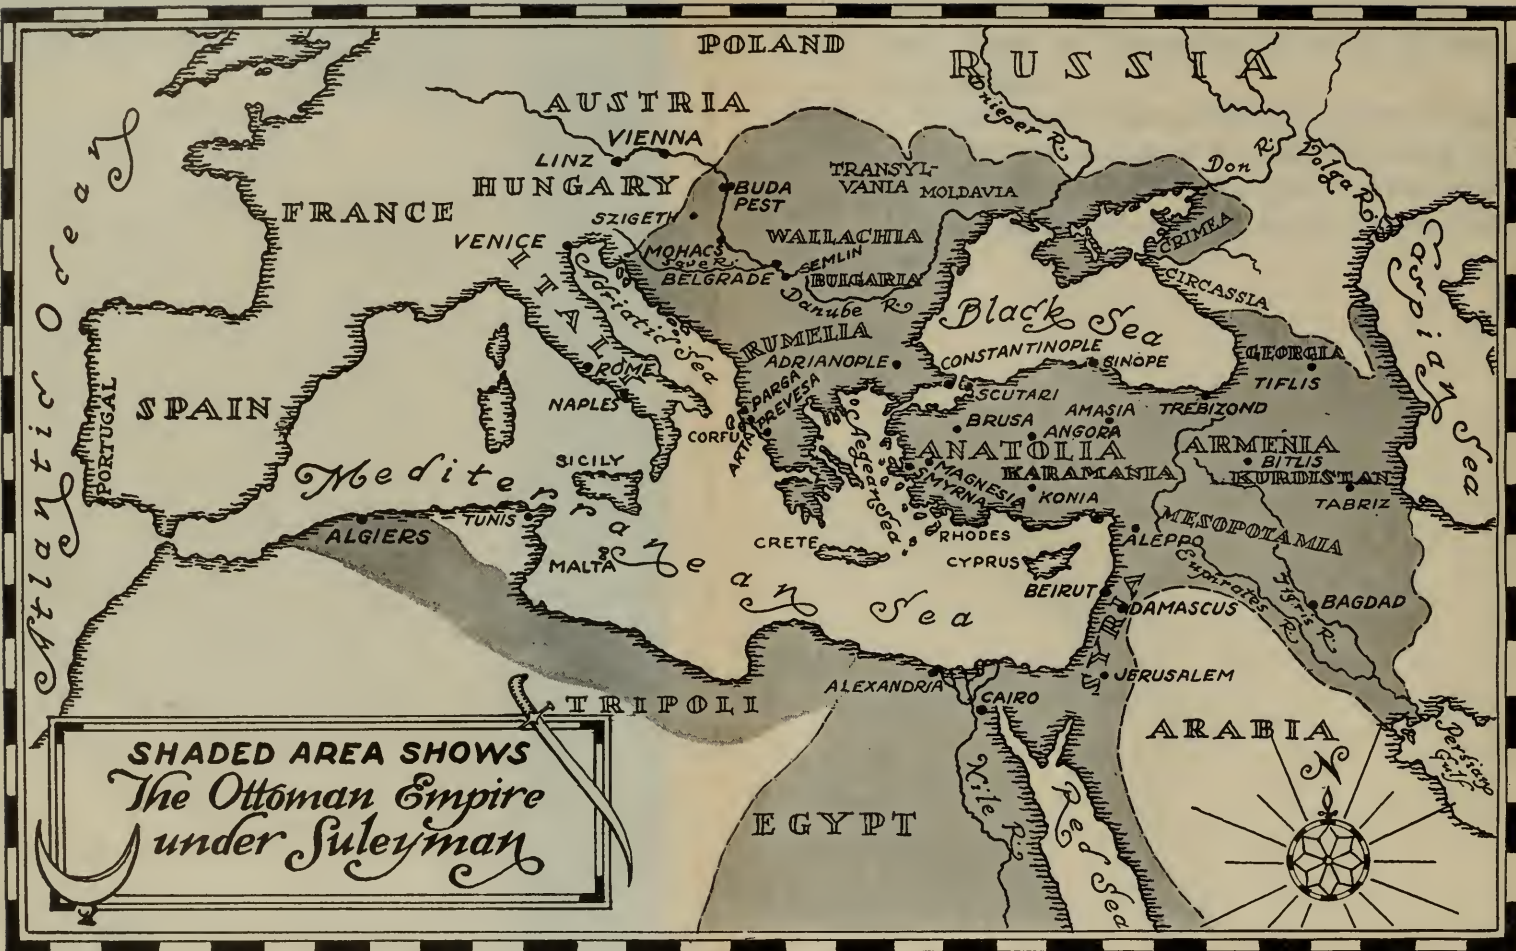 POLAND
RUSSIA
AUSTRIA
Dnieper R.
VIENNA
LINZ
HUNGARY
Don R.
Volga R.
TRANSYL-
VANIA
MOLDAVIA
BUDA
PEST
FRANCE
SZIGETH
VENICE
WALLACHIA
CRIMEA
MOHACS
SEMLIN
BELGRADE
BULGARIA
Danube R.
CIRCASSIA
Caspian Sea
ITALY
Adriatic Sea
Black Sea
RUMELIA
ADRIANOPLE
CONSTANTINOPLE
SINOPE
GEORGIA
TIFLIS
ROME
NAPLES
PARGA
PREVESA
CORFU
ARTA
SCUTARI
BRUSA
AMASIA
ANGORA
TREBIZOND
Atlantic Ocean
SPAIN
PORTUGAL
Aegean Sea
ANATOLIA
ARMENIA
BITLIS
MAGNESIA
SMYRNA
KARAMANIA
KURDISTAN
KONIA
TABRIZ
SICILY
Mediterranean Sea
TUNIS
ALGIERS
MALTA
CRETE
RHODES
CYPRUS
MESOPOTAMIA
ALEPPO
Euphrates R.
Tigris R.
BEIRUT
DAMASCUS
BAGDAD
SYRIA
JERUSALEM
ALEXANDRIA
CAIRO
TRIPOLI
ARABIA
Persian
Gulf
N
EGYPT
Nile R.
Red Sea
SHADED AREA SHOWS
The Ottoman Empire
under Suleyman